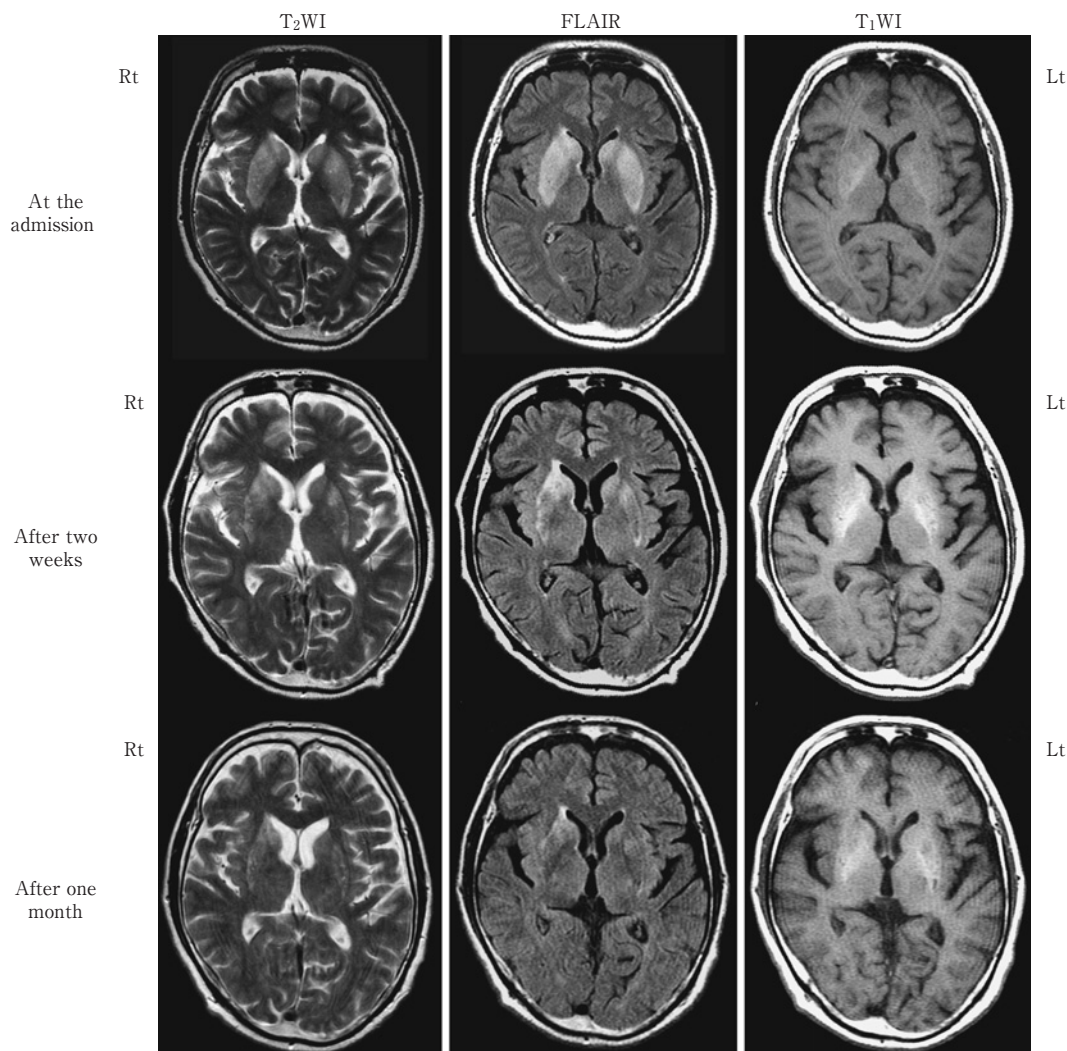 T₂WI FLAIR T₁WI
Rt Lt
At the
admission
Rt Lt
After two
weeks
Rt Lt
After one
month